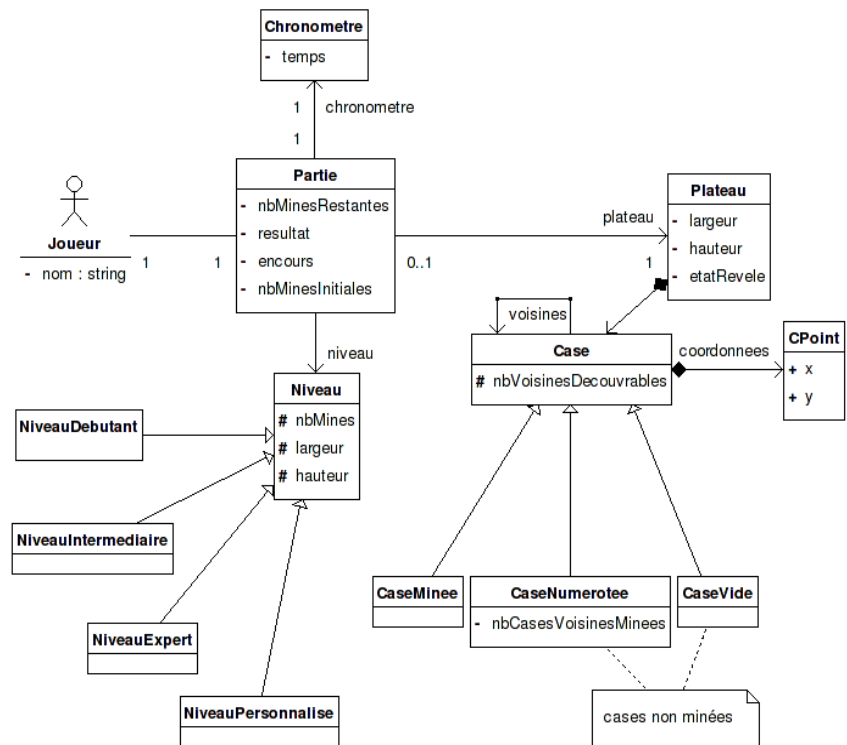 Chronometre
- temps
1 chronometre
1
Partie
- nbMinesRestantes
- resultat
- encours
- nbMinesInitiales
Joueur
- nom : string
1 1
0..1 1
plateau
Plateau
- largeur
- hauteur
- etatRevele
voisines
Case
# nbVoisinesDecouvrables
coordonnees
CPoint
+ x
+ y
niveau
Niveau
# nbMines
# largeur
# hauteur
NiveauDebutant
NiveauIntermediaire
NiveauExpert
NiveauPersonnalise
CaseMinee
CaseNumerotee
- nbCasesVoisinesMinees
CaseVide
cases non minées